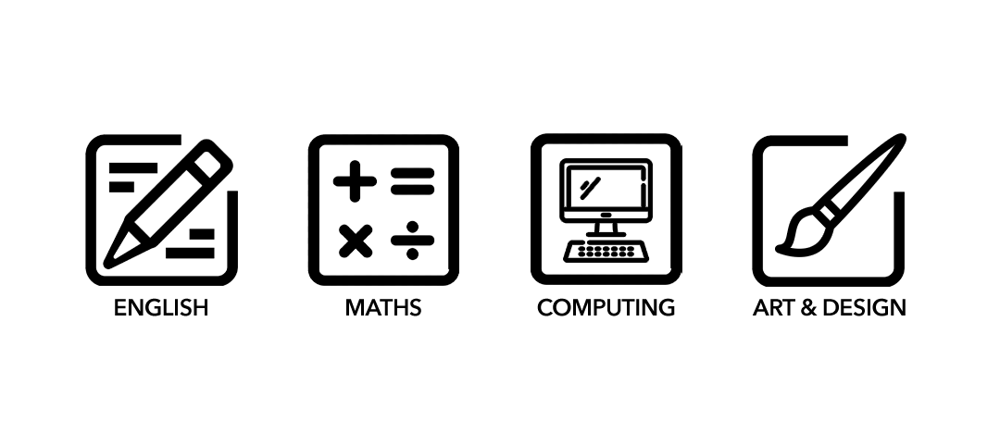 ENGLISH
MATHS
COMPUTING
ART & DESIGN